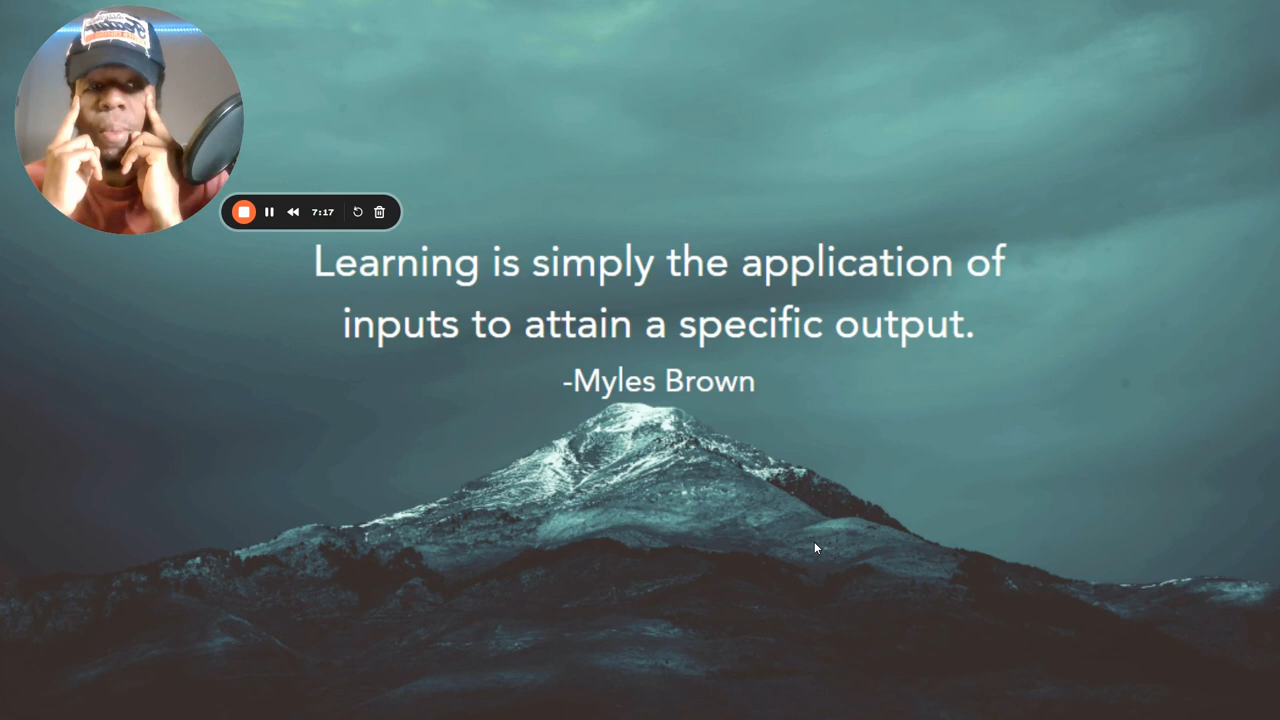 7:17
Learning is simply the application of
inputs to attain a specific output.
-Myles Brown